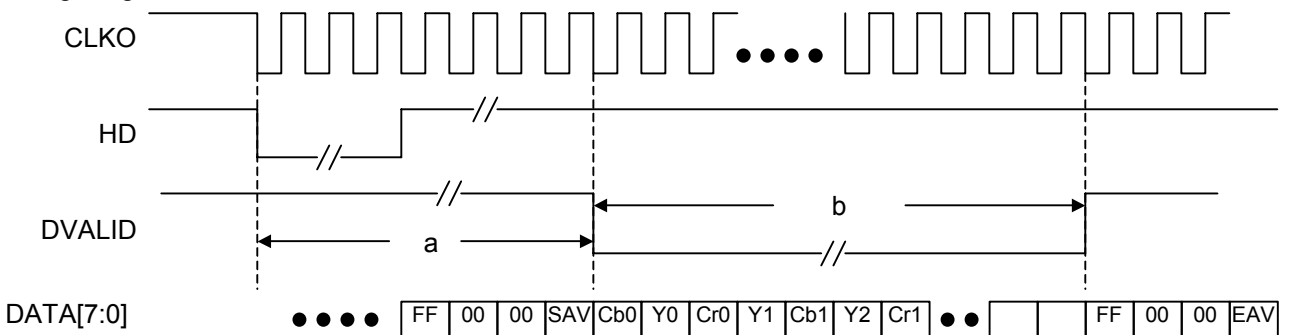 CLKO
HD
DVALID
a
b
DATA[7:0]
FF 00 00 SAV Cb0 Y0 Cr0 Y1 Cb1 Y2 Cr1 FF 00 00 EAV